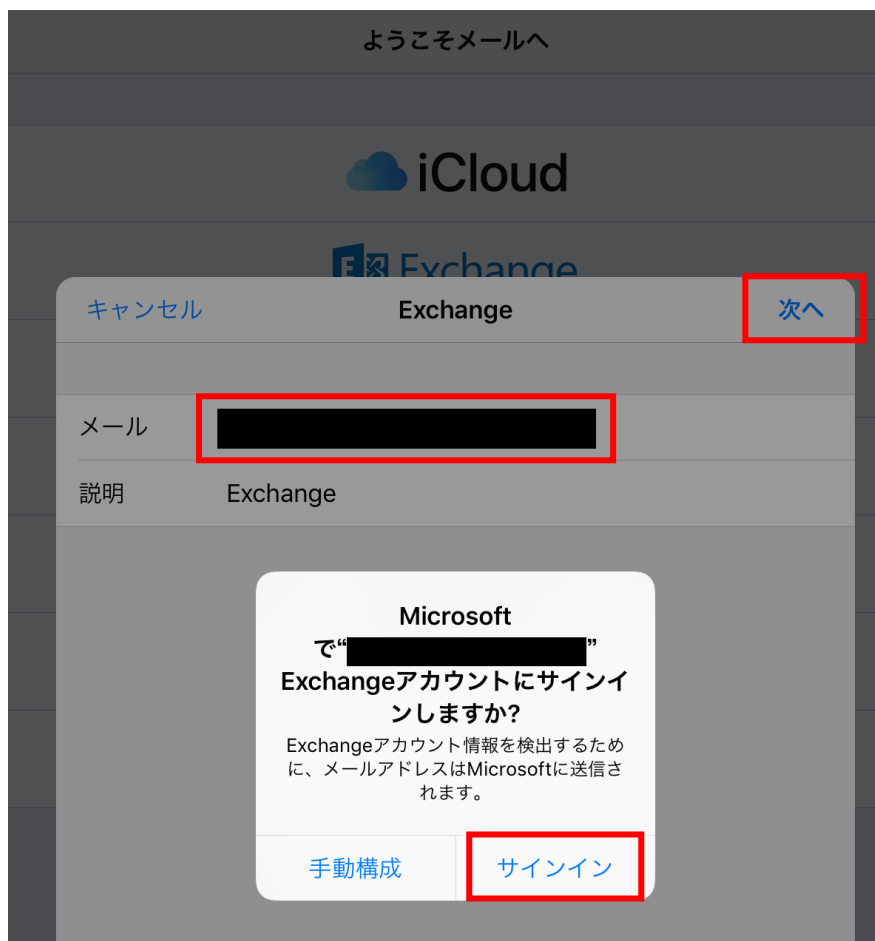 ようこそメールへ
iCloud
Exchange
キャンセル Exchange 次へ
メール
説明 Exchange
Microsoft
で“ ”
Exchangeアカウントにサインイ
ンしますか?
Exchangeアカウント情報を検出するため
に、メールアドレスはMicrosoftに送信さ
れます。
手動構成 サインイン